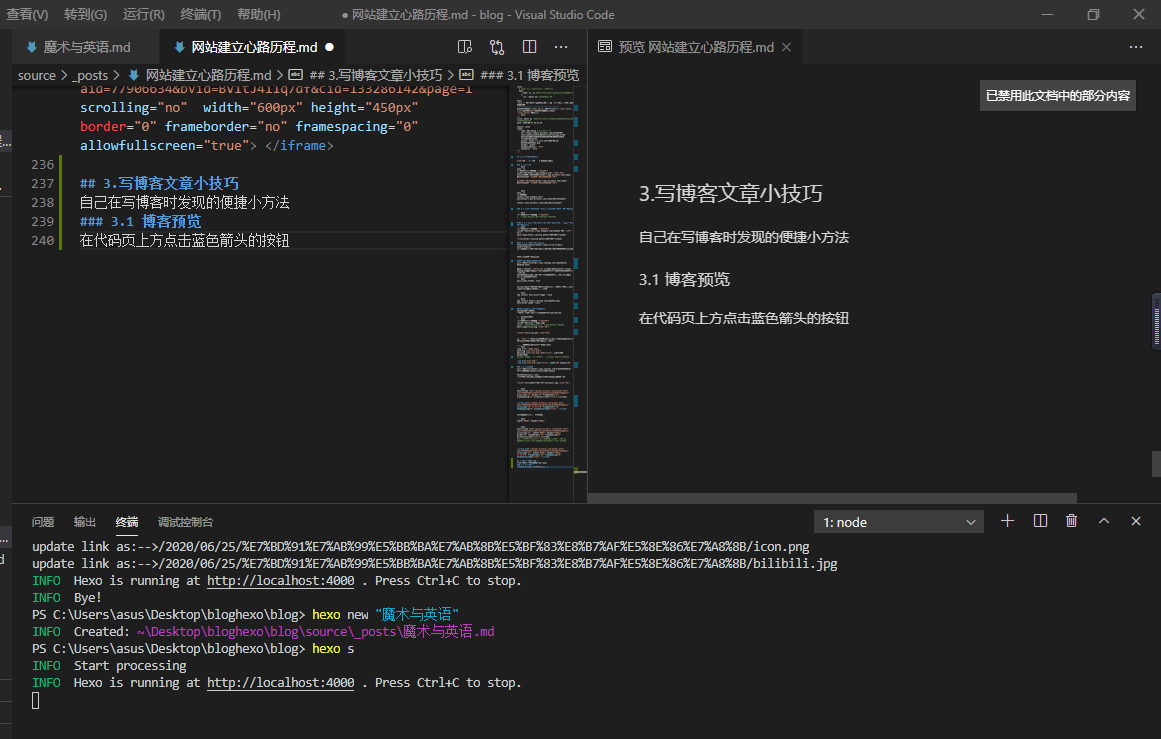 查看(V) 转到(G) 运行(R) 终端(T) 帮助(H) ● 网站建立心路历程.md - blog - Visual Studio Code
魔术与英语.md 网站建立心路历程.md ●
预览 网站建立心路历程.md
source > _posts > 网站建立心路历程.md > ## 3.写博客文章小技巧 > ### 3.1 博客预览
scrolling="no" width="600px" height="450px"
border="0" frameborder="no" framespacing="0"
allowfullscreen="true"> </iframe>
236
237 ## 3.写博客文章小技巧
238 自己在写博客时发现的便捷小方法
239 ### 3.1 博客预览
240 在代码页上方点击蓝色箭头的按钮
已禁用此文档中的部分内容
3.写博客文章小技巧
自己在写博客时发现的便捷小方法
3.1 博客预览
在代码页上方点击蓝色箭头的按钮
问题 输出 终端 调试控制台
1: node
update link as:-->/2020/06/25/%E7%BD%91%E7%AB%99%E5%BB%BA%E7%AB%8B%E5%BF%83%E8%B7%AF%E5%8E%86%E7%A8%8B/icon.png
update link as:-->/2020/06/25/%E7%BD%91%E7%AB%99%E5%BB%BA%E7%AB%8B%E5%BF%83%E8%B7%AF%E5%8E%86%E7%A8%8B/bilibili.jpg
INFO Hexo is running at http://localhost:4000 . Press Ctrl+C to stop.
INFO Bye!
PS C:\Users\asus\Desktop\bloghexo\blog> hexo new "魔术与英语"
INFO Created: ~\Desktop\bloghexo\blog\source\_posts\魔术与英语.md
PS C:\Users\asus\Desktop\bloghexo\blog> hexo s
INFO Start processing
INFO Hexo is running at http://localhost:4000 . Press Ctrl+C to stop.